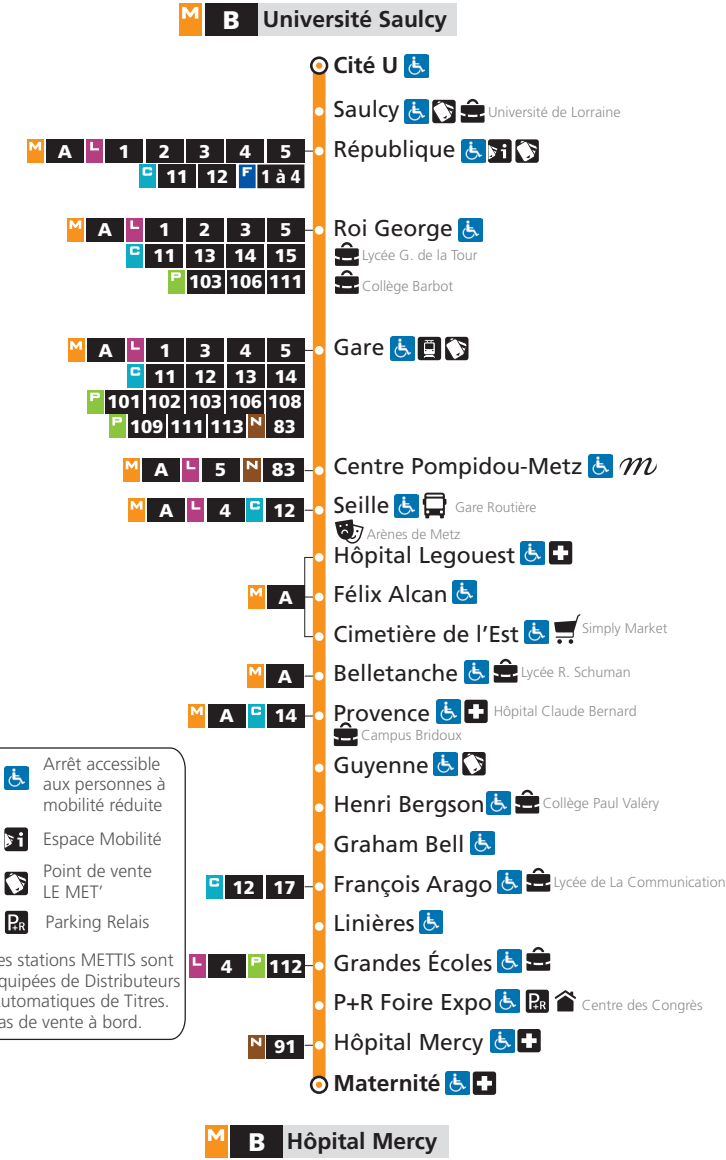 M B Université Saulcy
Cité U
Saulcy Université de Lorraine
M A L 1 2 3 4 5 République i
C 11 12 F 1 à 4
M A L 1 2 3 5 Roi George
C 11 13 14 15 Lycée G. de la Tour
P 103 106 111 Collège Barbot
M A L 1 3 4 5 Gare
C 11 12 13 14
P 101 102 103 106 108
P 109 111 113 N 83
M A L 5 N 83 Centre Pompidou-Metz m
M A L 4 C 12 Seille Gare Routière
Arènes de Metz
Hôpital Legouest
M A Félix Alcan
Cimetière de l'Est Simply Market
M A Belletanche Lycée R. Schuman
M A C 14 Provence Hôpital Claude Bernard
Campus Bridoux
Guyenne
Henri Bergson Collège Paul Valéry
Graham Bell
C 12 17 François Arago Lycée de La Communication
Linières
L 4 P 112 Grandes Écoles
P+R Foire Expo P+R Centre des Congrès
N 91 Hôpital Mercy
Maternité
Arrêt accessible
aux personnes à
mobilité réduite
i Espace Mobilité
Point de vente
LE MET'
P+R Parking Relais
es stations METTIS sont
quipées de Distributeurs
utomatiques de Titres.
as de vente à bord.
M B Hôpital Mercy